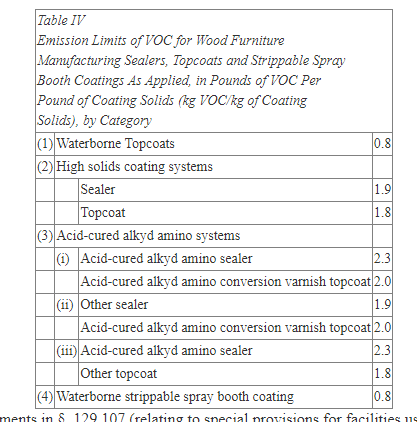 Table IV
Emission Limits of VOC for Wood Furniture
Manufacturing Sealers, Topcoats and Strippable Spray
Booth Coatings As Applied, in Pounds of VOC Per
Pound of Coating Solids (kg VOC/kg of Coating
Solids), by Category
(1) Waterborne Topcoats 0.8
(2) High solids coating systems
Sealer 1.9
Topcoat 1.8
(3) Acid-cured alkyd amino systems
(i) Acid-cured alkyd amino sealer 2.3
Acid-cured alkyd amino conversion varnish topcoat 2.0
(ii) Other sealer 1.9
Acid-cured alkyd amino conversion varnish topcoat 2.0
(iii) Acid-cured alkyd amino sealer 2.3
Other topcoat 1.8
(4) Waterborne strippable spray booth coating 0.8
ments in § 129.107 (relating to special provisions for facilities us